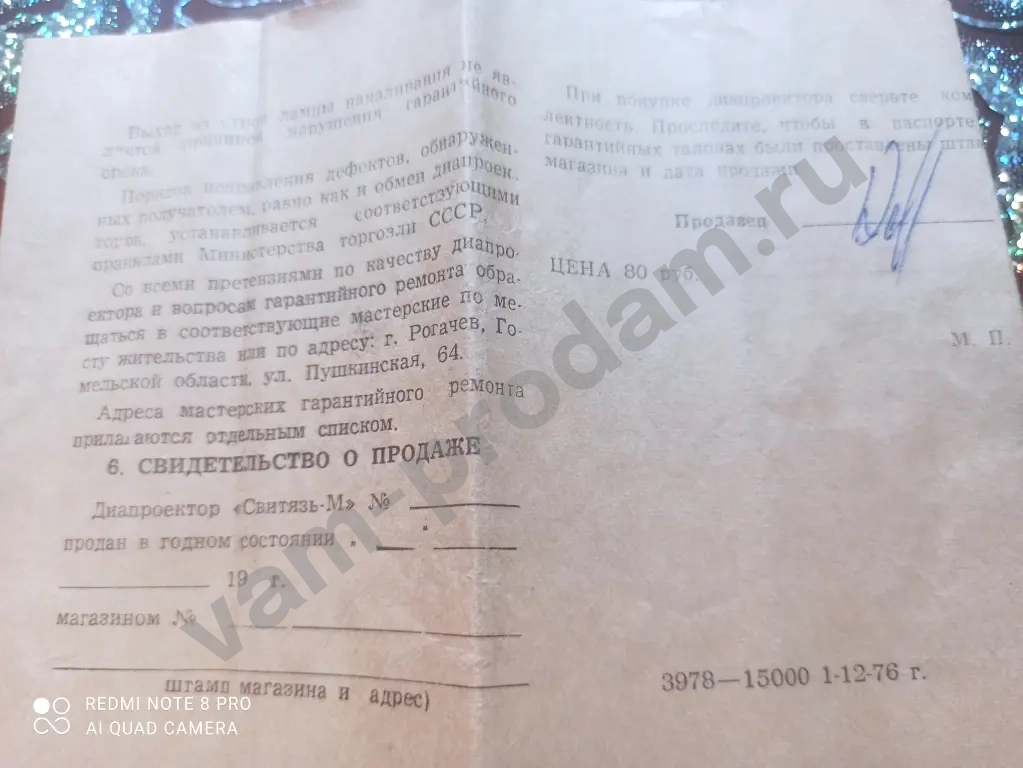 Выход из строя лампы накаливания не яв-
ляется причиной нарушения гарантийного
срока.
Порядок исправления дефектов, обнаружен-
ных получателем, равно как и обмен диапроек-
торов, устанавливается соответствующими
правилами Министерства торговли СССР.
Со всеми претензиями по качеству диапро-
ектора и вопросам гарантийного ремонта обра-
щаться в соответствующие мастерские по ме-
сту жительства или по адресу: г. Рогачев, Го-
мельской области, ул. Пушкинская, 64.
Адреса мастерских гарантийного ремонта
прилагаются отдельным списком.
6. СВИДЕТЕЛЬСТВО О ПРОДАЖЕ
Диапроектор «Свитязь-М» №
продан в годном состоянии „ “
19 г.
магазином №
штамп магазина и адрес)
При покупке диапроектора сверьте ком
лектность. Проследите, чтобы в паспорте
гарантийных талонах были проставлены штам
магазина и дата продажи.
Продавец
ЦЕНА 80 руб.
М. П.
3978—15000 1-12-76 г.
vam-prodam.ru
REDMI NOTE 8 PRO
AI QUAD CAMERA